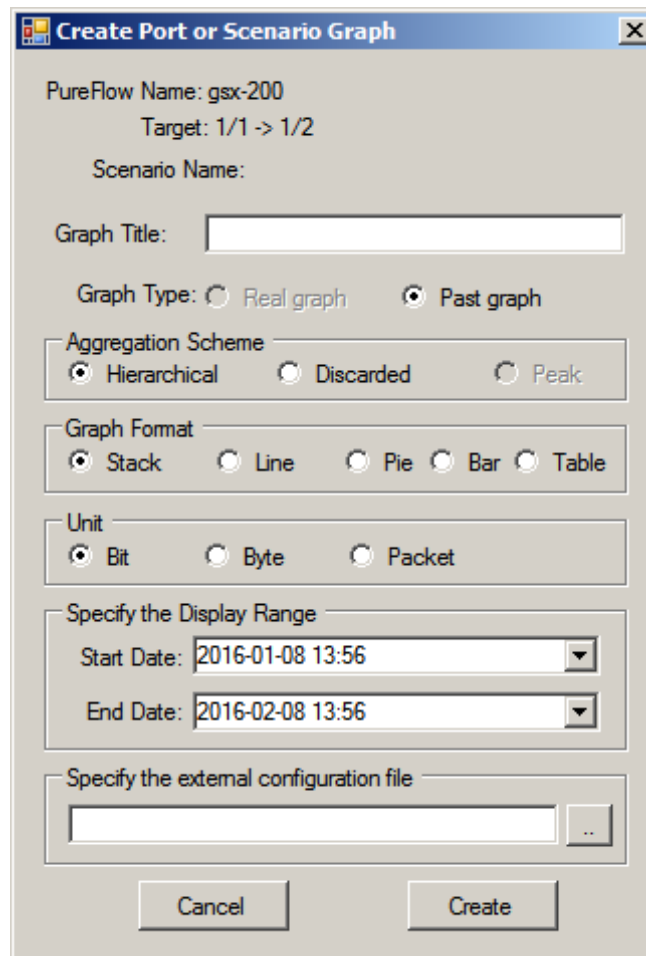 Create Port or Scenario Graph
PureFlow Name: gsx-200
Target: 1/1 -> 1/2
Scenario Name:
Graph Title:
Graph Type: Real graph Past graph
Aggregation Scheme
Hierarchical Discarded Peak
Graph Format
Stack Line Pie Bar Table
Unit
Bit Byte Packet
Specify the Display Range
Start Date: 2016-01-08 13:56
End Date: 2016-02-08 13:56
Specify the external configuration file
..
Cancel Create